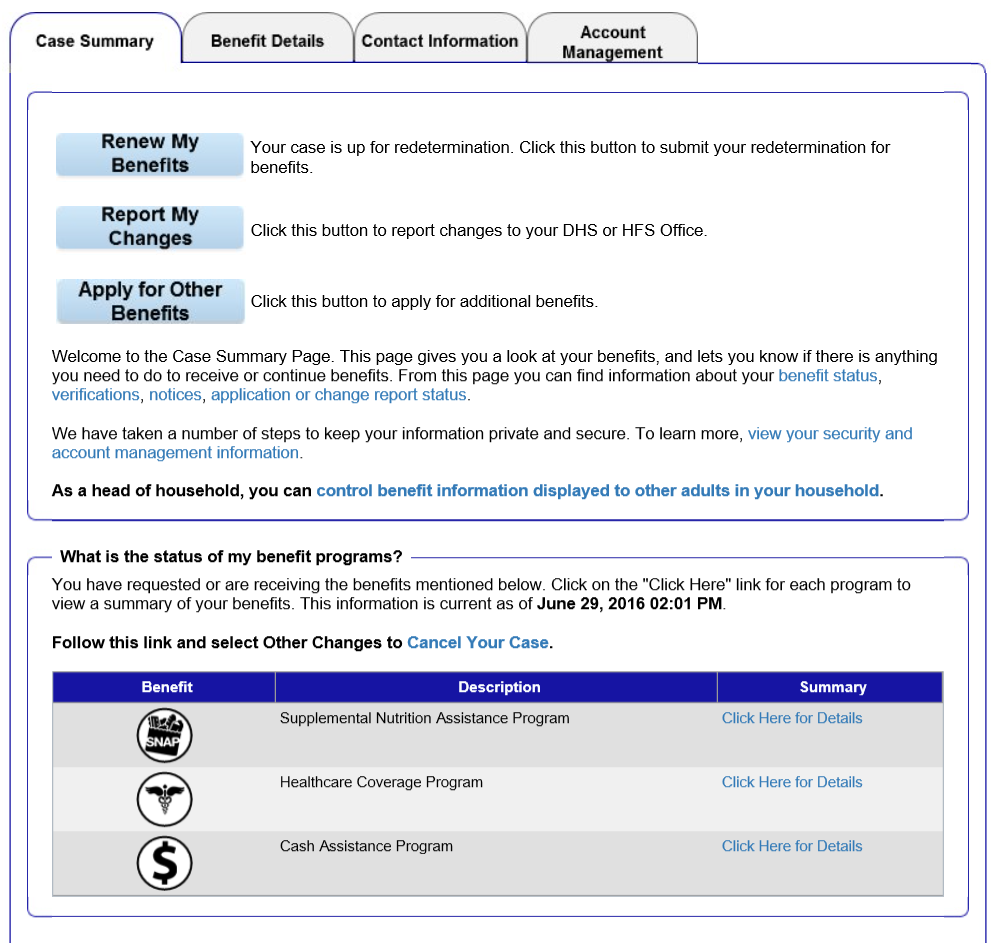 Case Summary
Benefit Details
Contact Information
Account
Management
Renew My
Benefits
Your case is up for redetermination. Click this button to submit your redetermination for
benefits.
Report My
Changes
Click this button to report changes to your DHS or HFS Office.
Apply for Other
Benefits
Click this button to apply for additional benefits.
Welcome to the Case Summary Page. This page gives you a look at your benefits, and lets you know if there is anything
you need to do to receive or continue benefits. From this page you can find information about your benefit status,
verifications, notices, application or change report status.
We have taken a number of steps to keep your information private and secure. To learn more, view your security and
account management information.
As a head of household, you can control benefit information displayed to other adults in your household.
What is the status of my benefit programs?
You have requested or are receiving the benefits mentioned below. Click on the "Click Here" link for each program to
view a summary of your benefits. This information is current as of June 29, 2016 02:01 PM.
Follow this link and select Other Changes to Cancel Your Case.
Benefit Description Summary
SNAP Supplemental Nutrition Assistance Program Click Here for Details
Healthcare Coverage Program Click Here for Details
$ Cash Assistance Program Click Here for Details